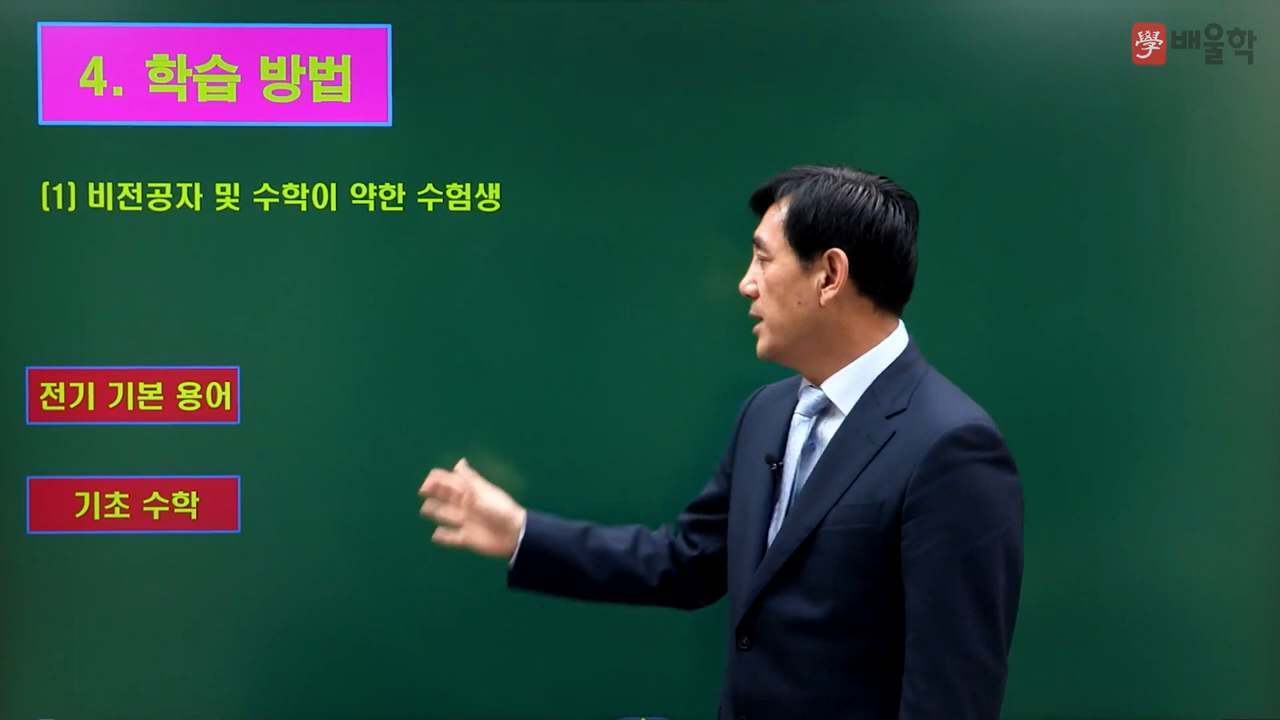 4. 학습 방법
學 배울학
(1) 비전공자 및 수학이 약한 수험생
전기 기본 용어
기초 수학